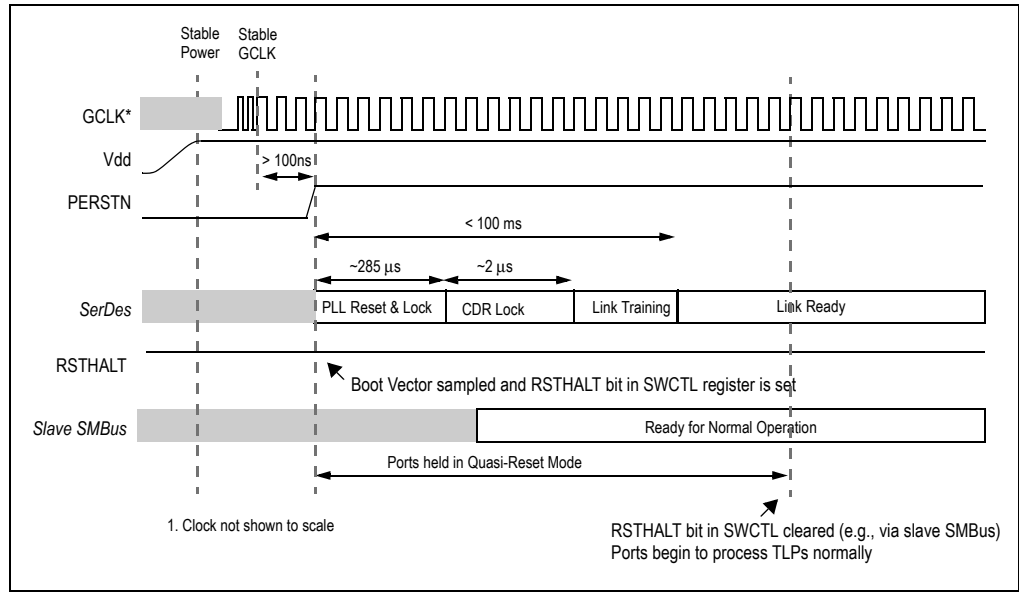 Stable Power
Stable GCLK
GCLK*
Vdd
> 100ns
PERSTN
< 100 ms
~285 μs
~2 μs
SerDes
PLL Reset & Lock
CDR Lock
Link Training
Link Ready
RSTHALT
Boot Vector sampled and RSTHALT bit in SWCTL register is set
Slave SMBus
Ready for Normal Operation
Ports held in Quasi-Reset Mode
1. Clock not shown to scale
RSTHALT bit in SWCTL cleared (e.g., via slave SMBus)
Ports begin to process TLPs normally